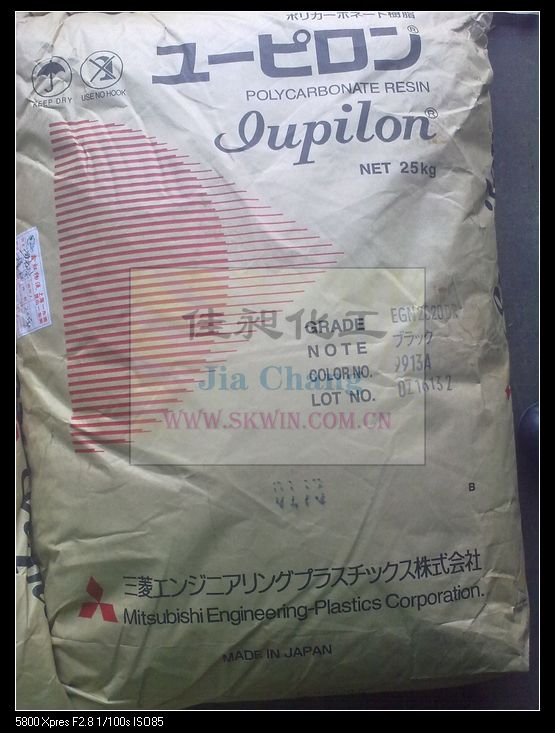 ポリカーボネート樹脂
ユーピロン®
KEEP DRY
USE NO HOOK
POLYCARBONATE RESIN
Iupilon®
NET 25kg
佳昶化工
GRADE
NOTE ブラック
Jia Chang
COLOR NO. 9913A
LOT NO.
WWW.SKWIN.COM.CN
B
三菱エンジニアリングプラスチックス株式会社
Mitsubishi Engineering-Plastics Corporation.
MADE IN JAPAN
5800 Xpres F2.8 1/100s ISO85